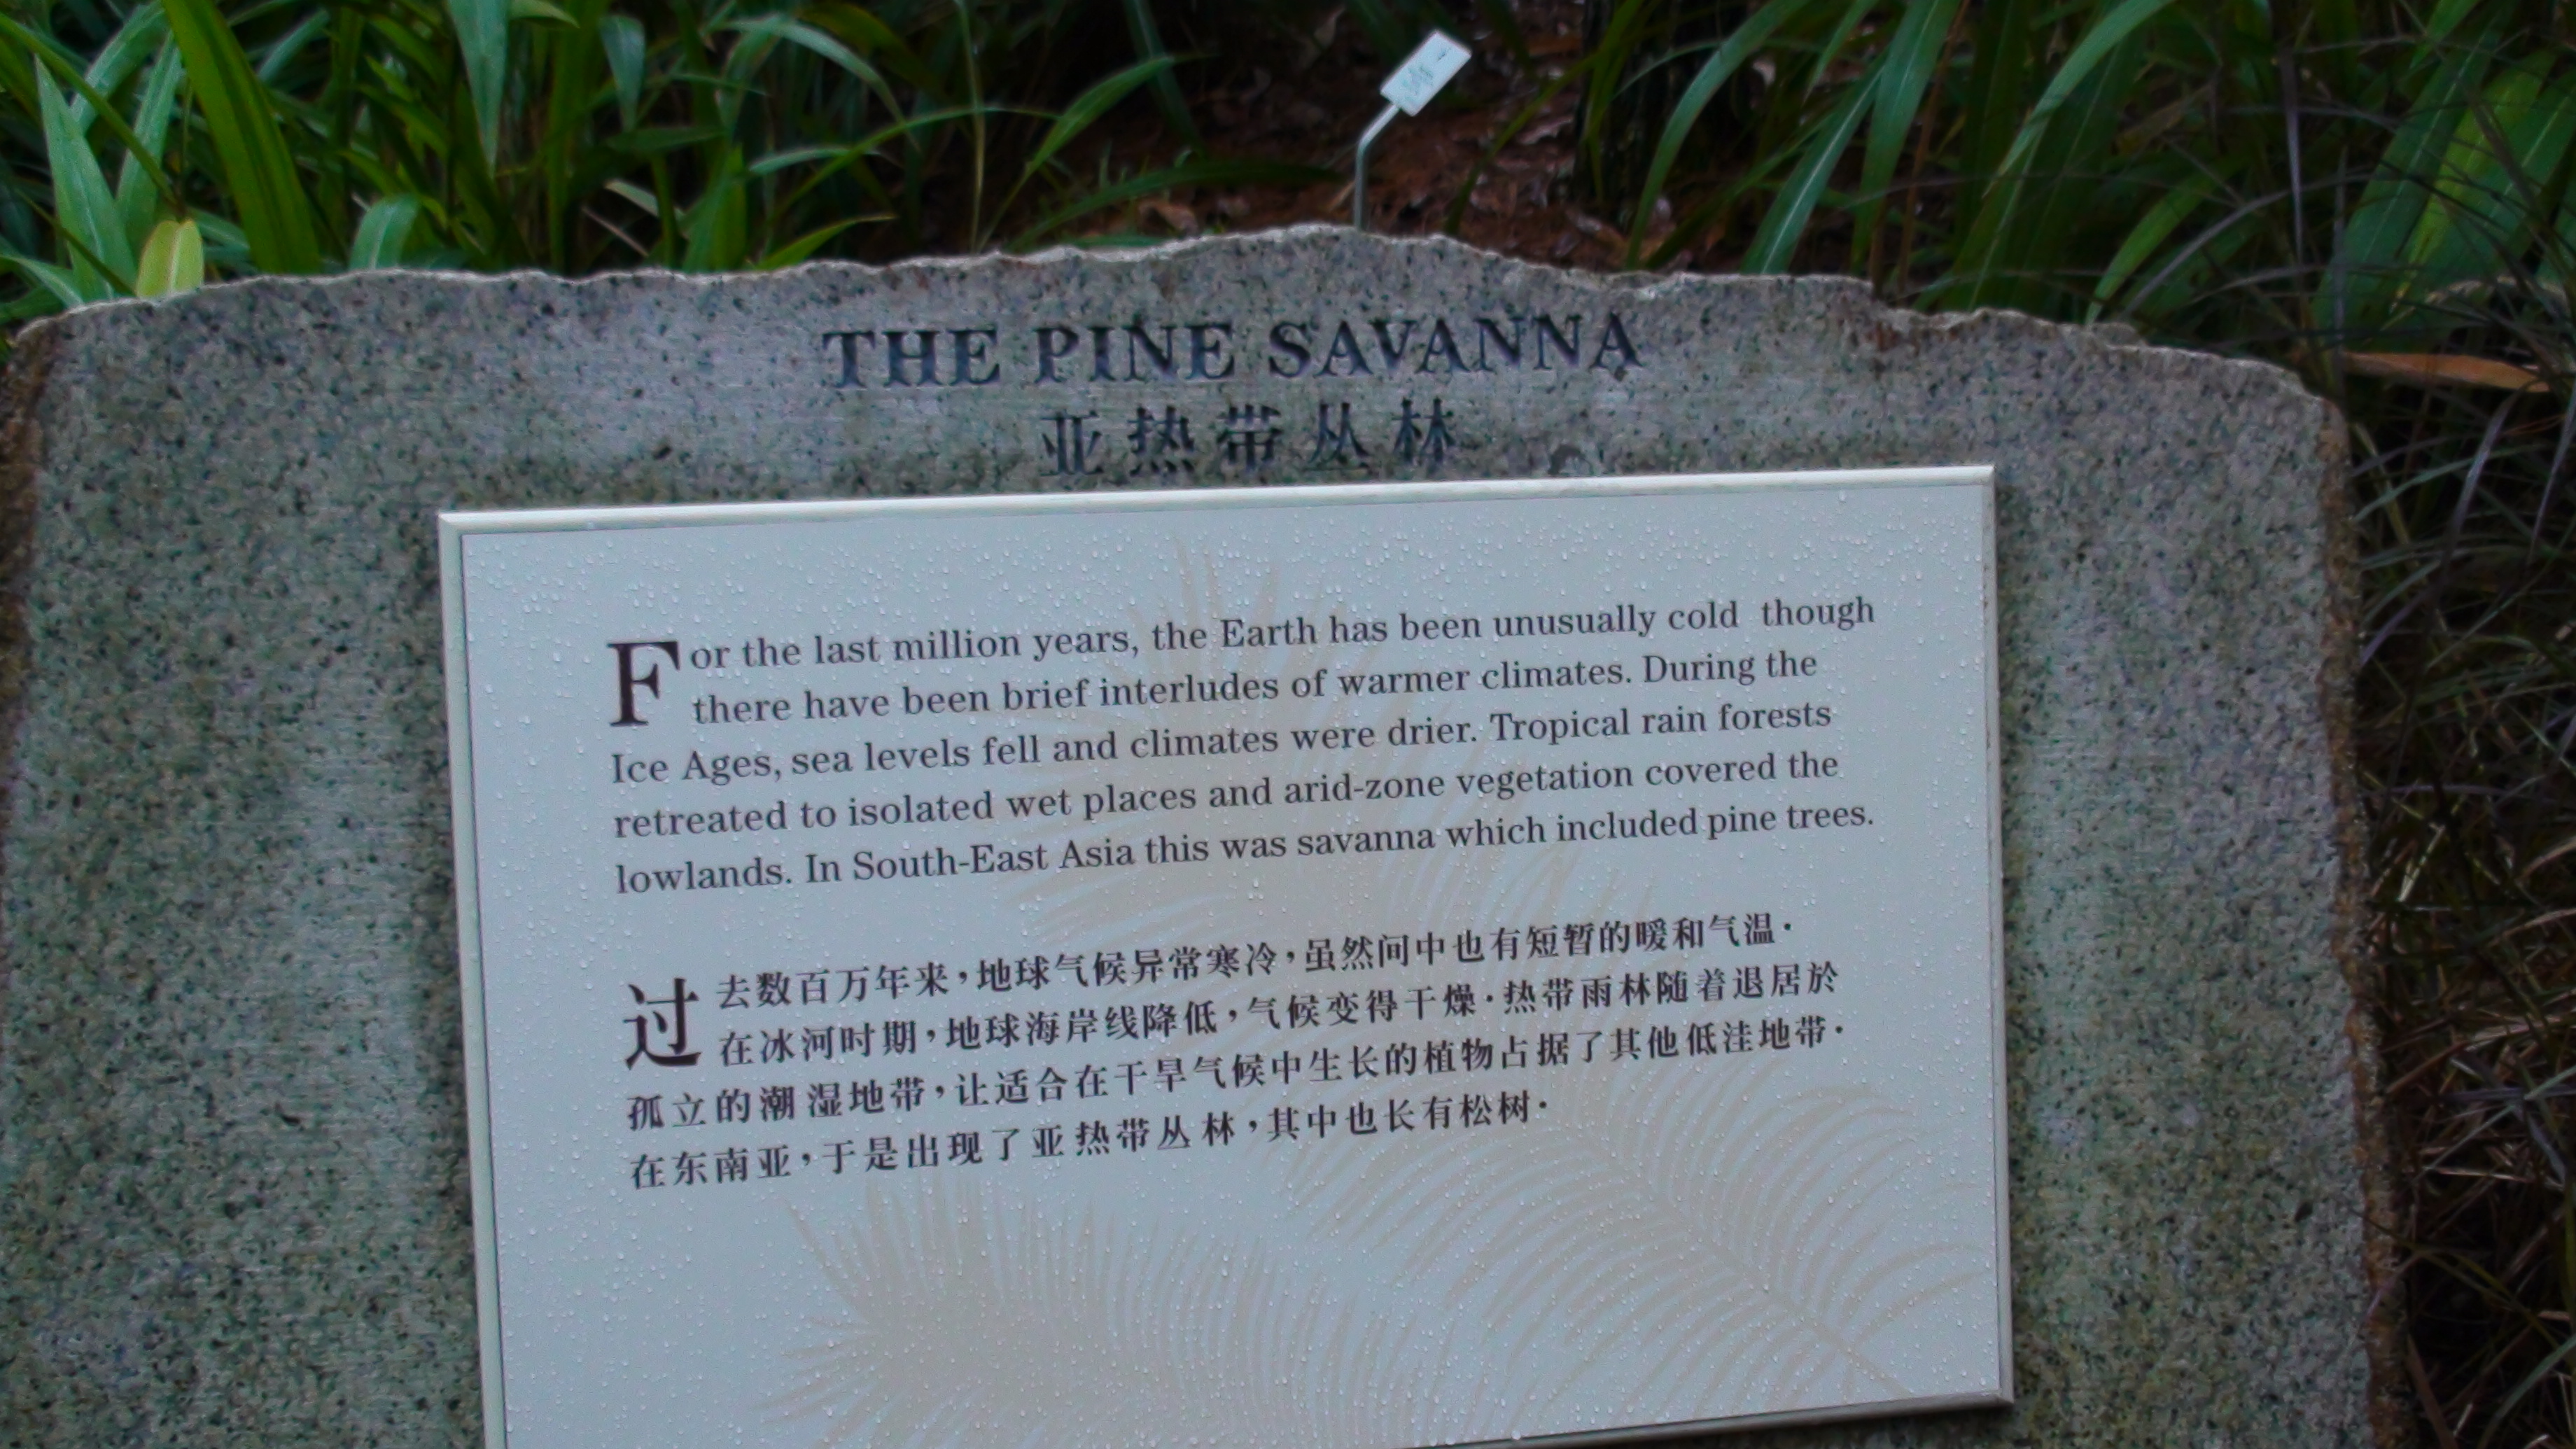 THE PINE SAVANNA
亚热带丛林
For the last million years, the Earth has been unusually cold though
there have been brief interludes of warmer climates. During the
Ice Ages, sea levels fell and climates were drier. Tropical rain forests
retreated to isolated wet places and arid-zone vegetation covered the
lowlands. In South-East Asia this was savanna which included pine trees.
过去数百万年来，地球气候异常寒冷，虽然间中也有短暂的暖和气温·
在冰河时期，地球海岸线降低，气候变得干燥·热带雨林随着退居於
孤立的潮湿地带，让适合在干旱气候中生长的植物占据了其他低洼地带·
在东南亚，于是出现了亚热带丛林，其中也长有松树·